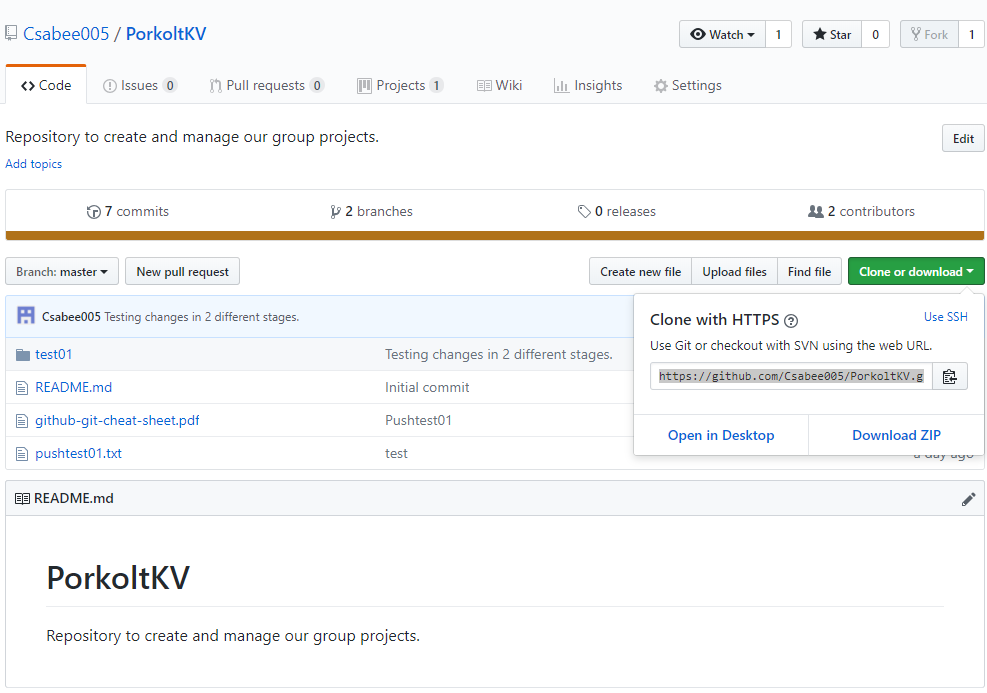 Csabee005 / PorkoltKV
Watch 1 Star 0 Fork 1
Code Issues 0 Pull requests 0 Projects 1 Wiki Insights Settings
Repository to create and manage our group projects. Edit
Add topics
7 commits 2 branches 0 releases 2 contributors
Branch: master New pull request Create new file Upload files Find file Clone or download
Csabee005 Testing changes in 2 different stages.
test01 Testing changes in 2 different stages.
README.md Initial commit
github-git-cheat-sheet.pdf Pushtest01
pushtest01.txt test a day ago
Clone with HTTPS Use SSH
Use Git or checkout with SVN using the web URL.
https://github.com/Csabee005/PorkoltKV.g
Open in Desktop Download ZIP
README.md
PorkoltKV
Repository to create and manage our group projects.